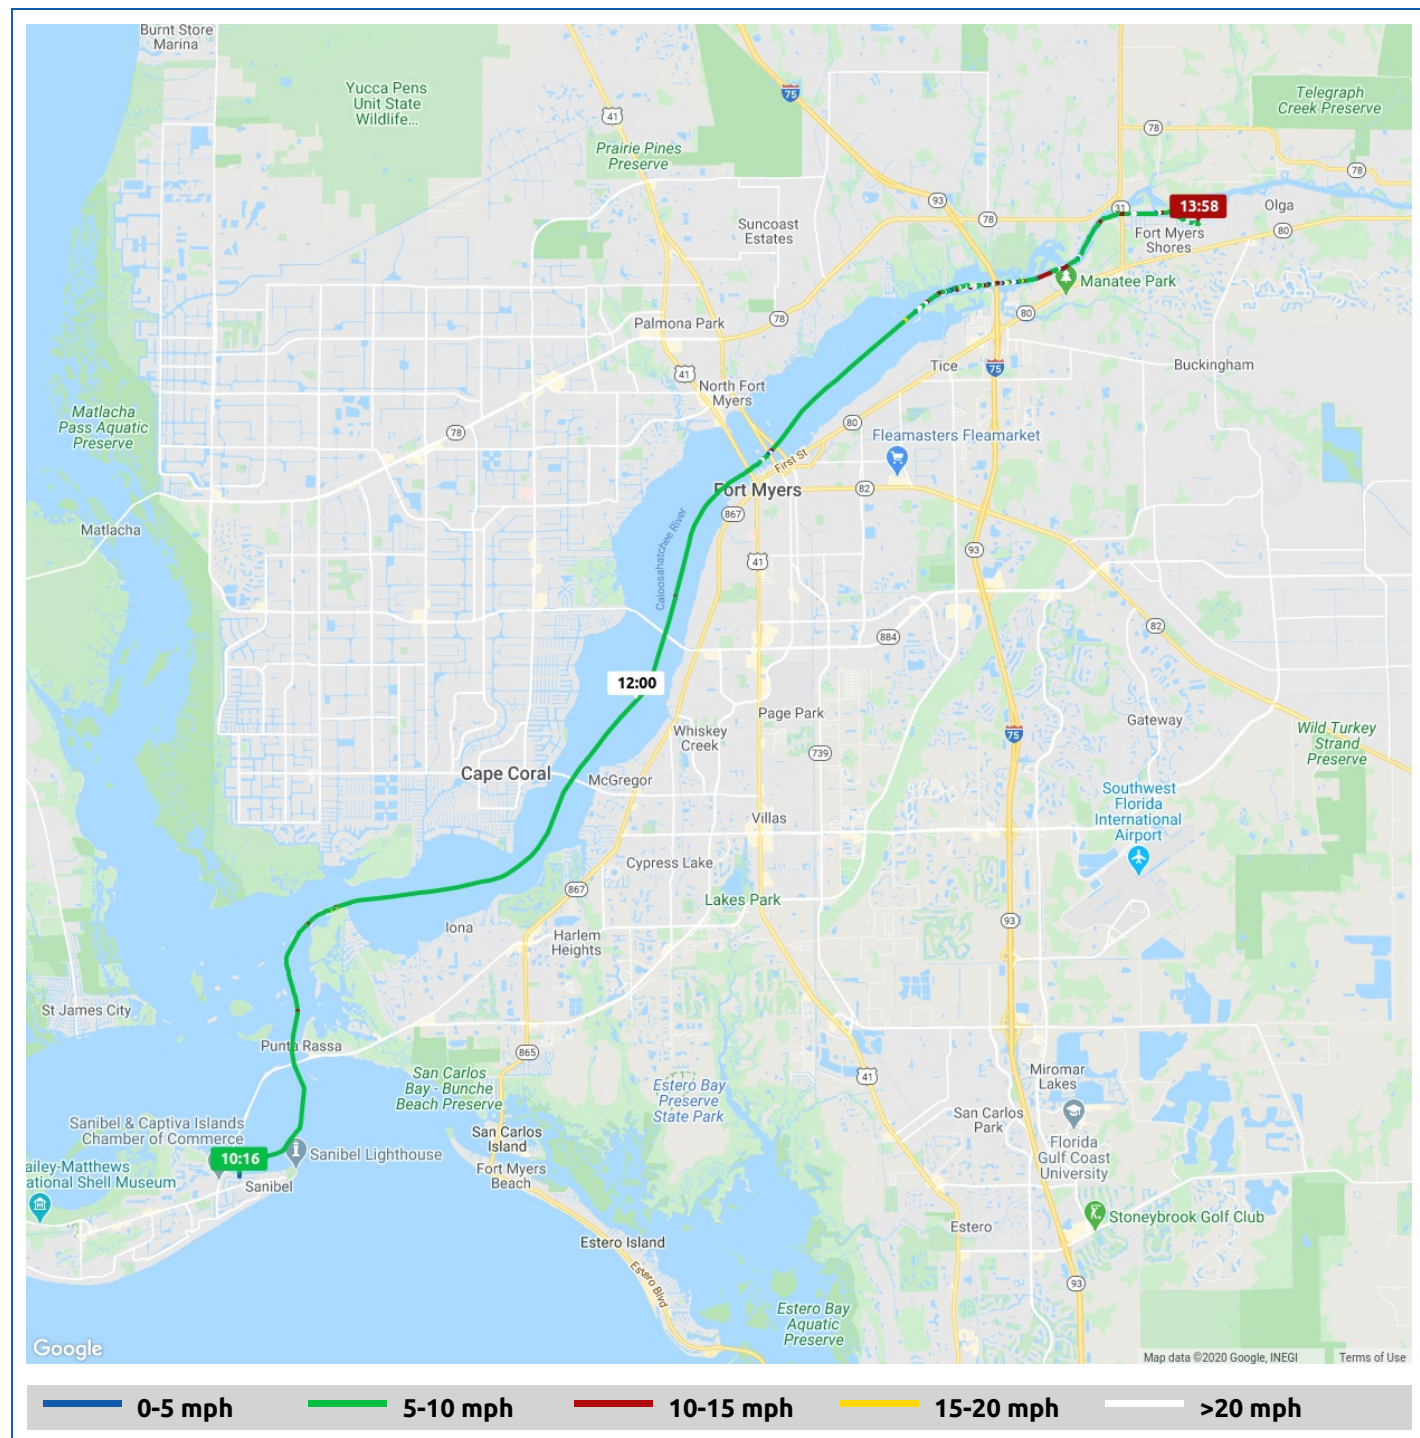 Burnt Store
Marina
Yucca Pens
Unit State
Wildlife...
41
75
Telegraph
Creek Preserve
78
Prairie Pines
Preserve
78
93
78
31
13:58
Olga
Suncoast
Estates
Fort Myers
Shores
80
Manatee Park
80
78
Palmona Park
Tice
75
Buckingham
41
North Fort
Myers
Matlacha
Pass Aquatic
Preserve
78
80
Fleamasters Fleamarket
First St
Fort Myers
82
867
Matlacha
Caloosahatchee River
41
93
82
884
12:00
Page Park
Whiskey
Creek
739
75
Gateway
Wild Turkey
Strand
Preserve
Cape Coral
McGregor
Southwest
Florida
International
Airport
Villas
Cypress Lake
867
Lakes Park
93
Iona
Harlem
Heights
St James City
Punta Rassa
865
San Carlos
Bay - Bunche
Beach Preserve
Estero Bay
Preserve
State Park
41
Miromar
Lakes
San Carlos
Park
Florida
Gulf Coast
University
Sanibel & Captiva Islands
Chamber of Commerce
10:16
Sanibel Lighthouse
San Carlos
Island
Fort Myers
Beach
ailey-Matthews
ational Shell Museum
Sanibel
Stoneybrook Golf Club
Estero
Estero Island
Estero Blvd
93
Estero Bay
Aquatic
Preserve
Google
Map data ©2020 Google, INEGI Terms of Use
0-5 mph 5-10 mph 10-15 mph 15-20 mph >20 mph